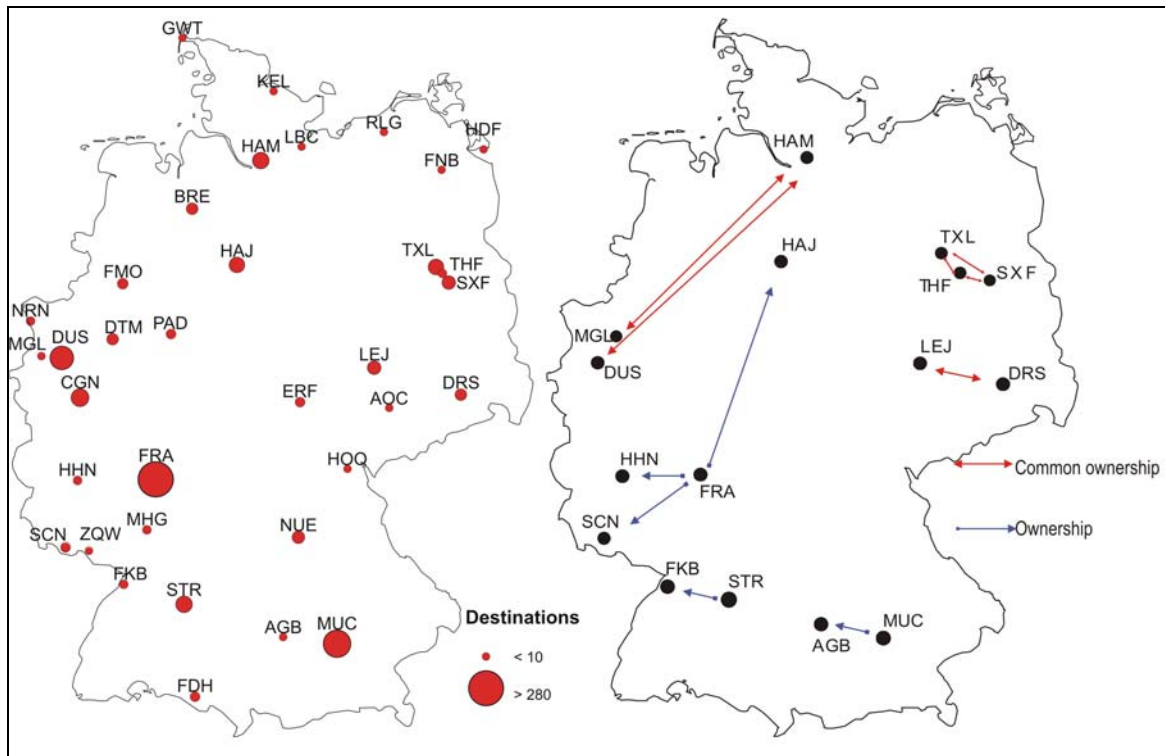 GWT
KEL
RLG
HDF
LBC
HAM
FNB
BRE
HAJ
TXL
THF
SXF
FMO
NRN
MGL
DUS
DTM
PAD
LEJ
CGN
ERF
AOC
DRS
FRA
HHN
HOQ
MHG
SCN
ZQW
NUE
FKB
STR
AGB
MUC
FDH
Destinations
< 10
> 280
HAM
HAJ
TXL
THF
SXF
MGL
DUS
LEJ
DRS
HHN
FRA
SCN
FKB
STR
AGB
MUC
Common ownership
Ownership